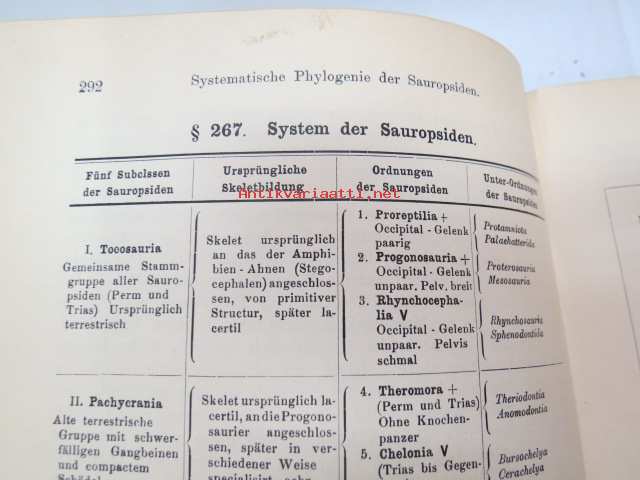 292
Systematische Phylogenie der Sauropsiden.
§ 267. System der Sauropsiden.
Fünf Subclssen
der Sauropsiden
Ursprüngliche
Skeletbildung
Ordnungen
der Sauropsiden
Unter-Ordnungen
der Sauropsiden
Antikvariaatti.net
I. Tocosauria
Gemeinsame Stamm-
gruppe aller Sauro-
psiden (Perm und
Trias) Ursprünglich
terrestrisch
Skelet ursprünglich
an das der Amphi-
bien - Ahnen (Stego-
cephalen) angeschlos-
sen, von primitiver
Structur, später la-
certil
1. Proreptilia +
Occipital - Gelenk
paarig
2. Progonosauria +
Occipital - Gelenk
unpaar. Pelv. breit
3. Rhynchocepha-
lia V
Occipital - Gelenk
unpaar. Pelvis
schmal
Protamniota
Palaehatterida
Proterosauria
Mesosauria
Rhynchosauria
Sphenodontida
II. Pachycrania
Alte terrestrische
Gruppe mit schwer-
fälligen Gangbeinen
und compactem
Schädel
Skelet ursprünglich la-
certil, an die Progono-
saurier angeschlos-
sen, später in ver-
schiedener Weise
specialisirt, sehr
4. Theromora +
(Perm und Trias)
Ohne Knochen-
panzer
5. Chelonia V
(Trias bis Gegen-
Theriodontia
Anomodontia
Bursochelya
Cerachelya